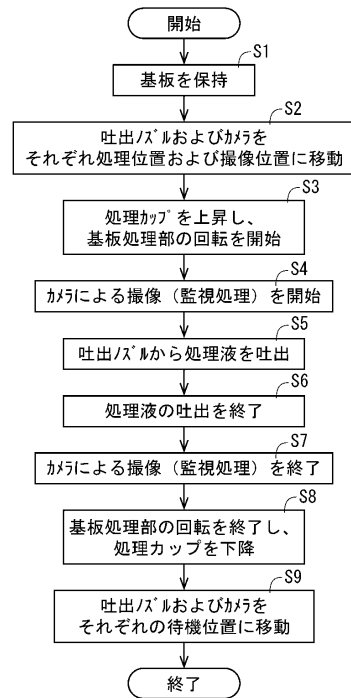 開始
S1
基板を保持
S2
吐出ノズルおよびカメラを
それぞれ処理位置および撮像位置に移動
S3
処理カップを上昇し、
基板処理部の回転を開始
S4
カメラによる撮像（監視処理）を開始
S5
吐出ノズルから処理液を吐出
S6
処理液の吐出を終了
S7
カメラによる撮像（監視処理）を終了
S8
基板処理部の回転を終了し、
処理カップを下降
S9
吐出ノズルおよびカメラを
それぞれの待機位置に移動
終了